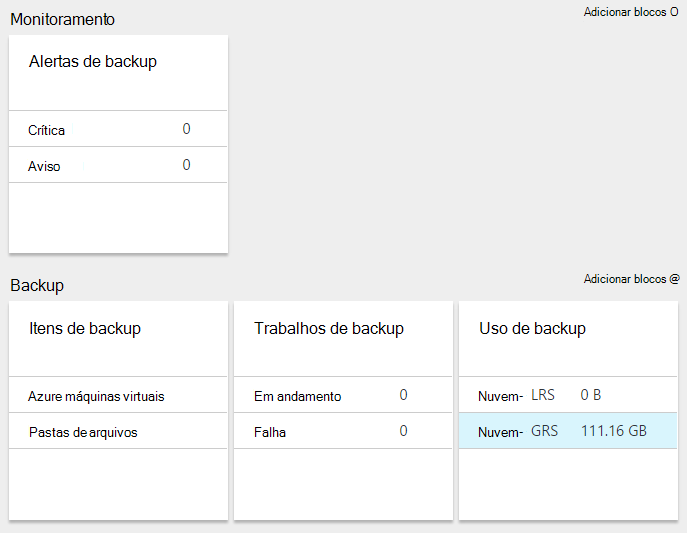 Monitoramento
Adicionar blocos O
Alertas de backup
Crítica 0
Aviso 0
Backup
Adicionar blocos @
Itens de backup
Azure máquinas virtuais
Pastas de arquivos
Trabalhos de backup
Em andamento 0
Falha 0
Uso de backup
Nuvem- LRS 0 B
Nuvem- GRS 111.16 GB